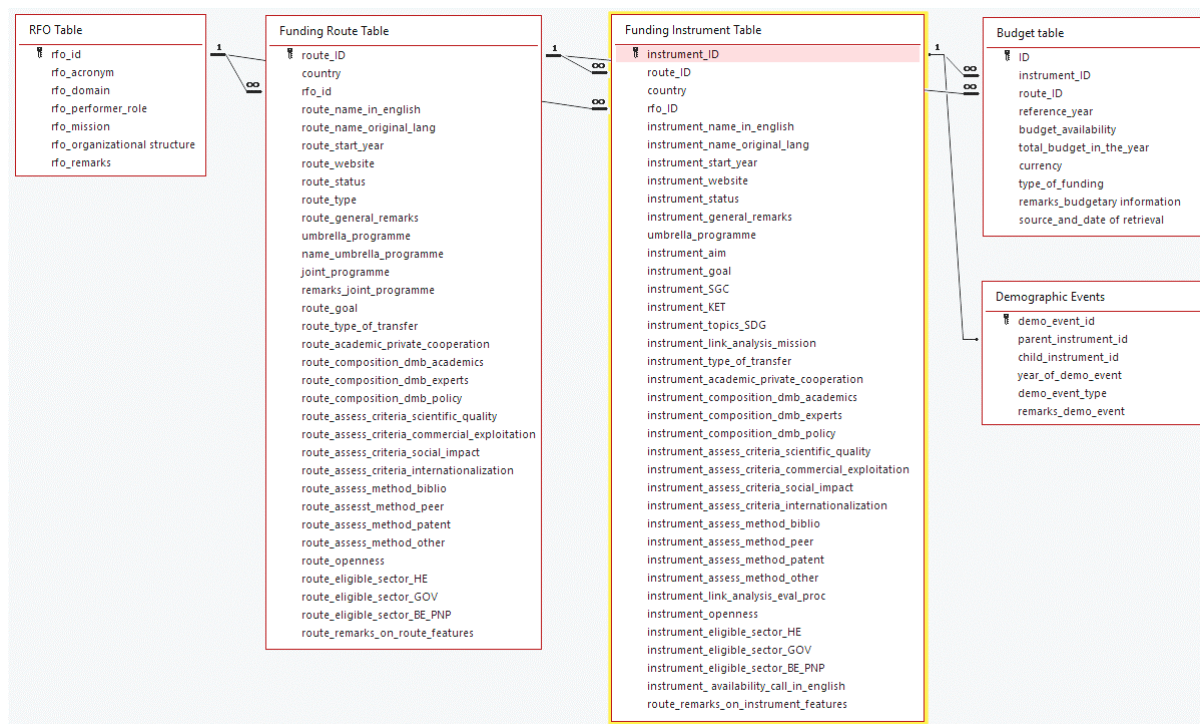 RFO Table
rfo_id
rfo_acronym
rfo_domain
rfo_performer_role
rfo_mission
rfo_organizational structure
rfo_remarks
1
∞
Funding Route Table
route_ID
country
rfo_id
route_name_in_english
route_name_original_lang
route_start_year
route_website
route_status
route_type
route_general_remarks
umbrella_programme
name_umbrella_programme
joint_programme
remarks_joint_programme
route_goal
route_type_of_transfer
route_academic_private_cooperation
route_composition_dmb_academics
route_composition_dmb_experts
route_composition_dmb_policy
route_assess_criteria_scientific_quality
route_assess_criteria_commercial_exploitation
route_assess_criteria_social_impact
route_assess_criteria_internationalization
route_assess_method_biblio
route_assesst_method_peer
route_assess_method_patent
route_assess_method_other
route_openness
route_eligible_sector_HE
route_eligible_sector_GOV
route_eligible_sector_BE_PNP
route_remarks_on_route_features
1
∞
∞
Funding Instrument Table
instrument_ID
route_ID
country
rfo_ID
instrument_name_in_english
instrument_name_original_lang
instrument_start_year
instrument_website
instrument_status
instrument_general_remarks
umbrella_programme
instrument_aim
instrument_goal
instrument_SGC
instrument_KET
instrument_topics_SDG
instrument_link_analysis_mission
instrument_type_of_transfer
instrument_academic_private_cooperation
instrument_composition_dmb_academics
instrument_composition_dmb_experts
instrument_composition_dmb_policy
instrument_assess_criteria_scientific_quality
instrument_assess_criteria_commercial_exploitation
instrument_assess_criteria_social_impact
instrument_assess_criteria_internationalization
instrument_assess_method_biblio
instrument_assess_method_peer
instrument_assess_method_patent
instrument_assess_method_other
instrument_link_analysis_eval_proc
instrument_openness
instrument_eligible_sector_HE
instrument_eligible_sector_GOV
instrument_eligible_sector_BE_PNP
instrument_ availability_call_in_english
route_remarks_on_instrument_features
1
∞
∞
Budget table
ID
instrument_ID
route_ID
reference_year
budget_availability
total_budget_in_the_year
currency
type_of_funding
remarks_budgetary information
source_and_date of retrieval
Demographic Events
demo_event_id
parent_instrument_id
child_instrument_id
year_of_demo_event
demo_event_type
remarks_demo_event